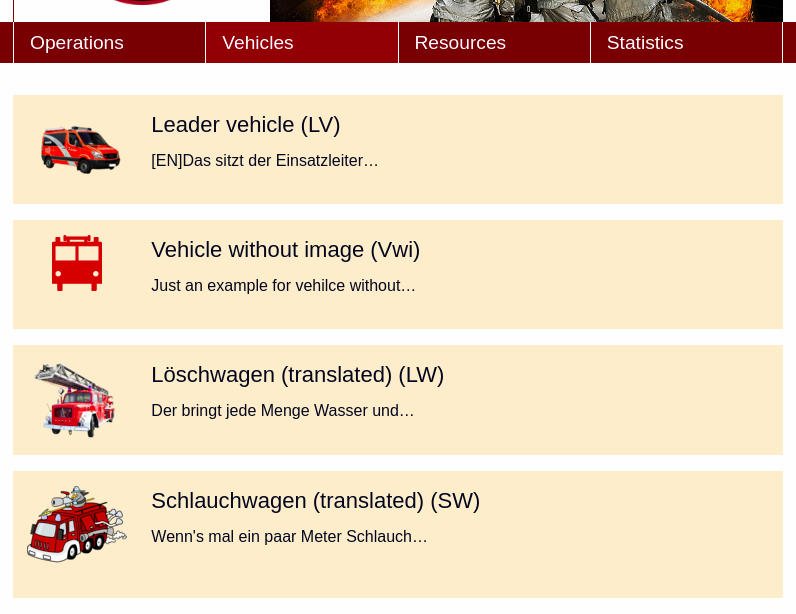 Operations
Vehicles
Resources
Statistics
Leader vehicle (LV)
[EN]Das sitzt der Einsatzleiter…
Vehicle without image (Vwi)
Just an example for vehilce without…
Löschwagen (translated) (LW)
Der bringt jede Menge Wasser und…
Schlauchwagen (translated) (SW)
Wenn's mal ein paar Meter Schlauch…